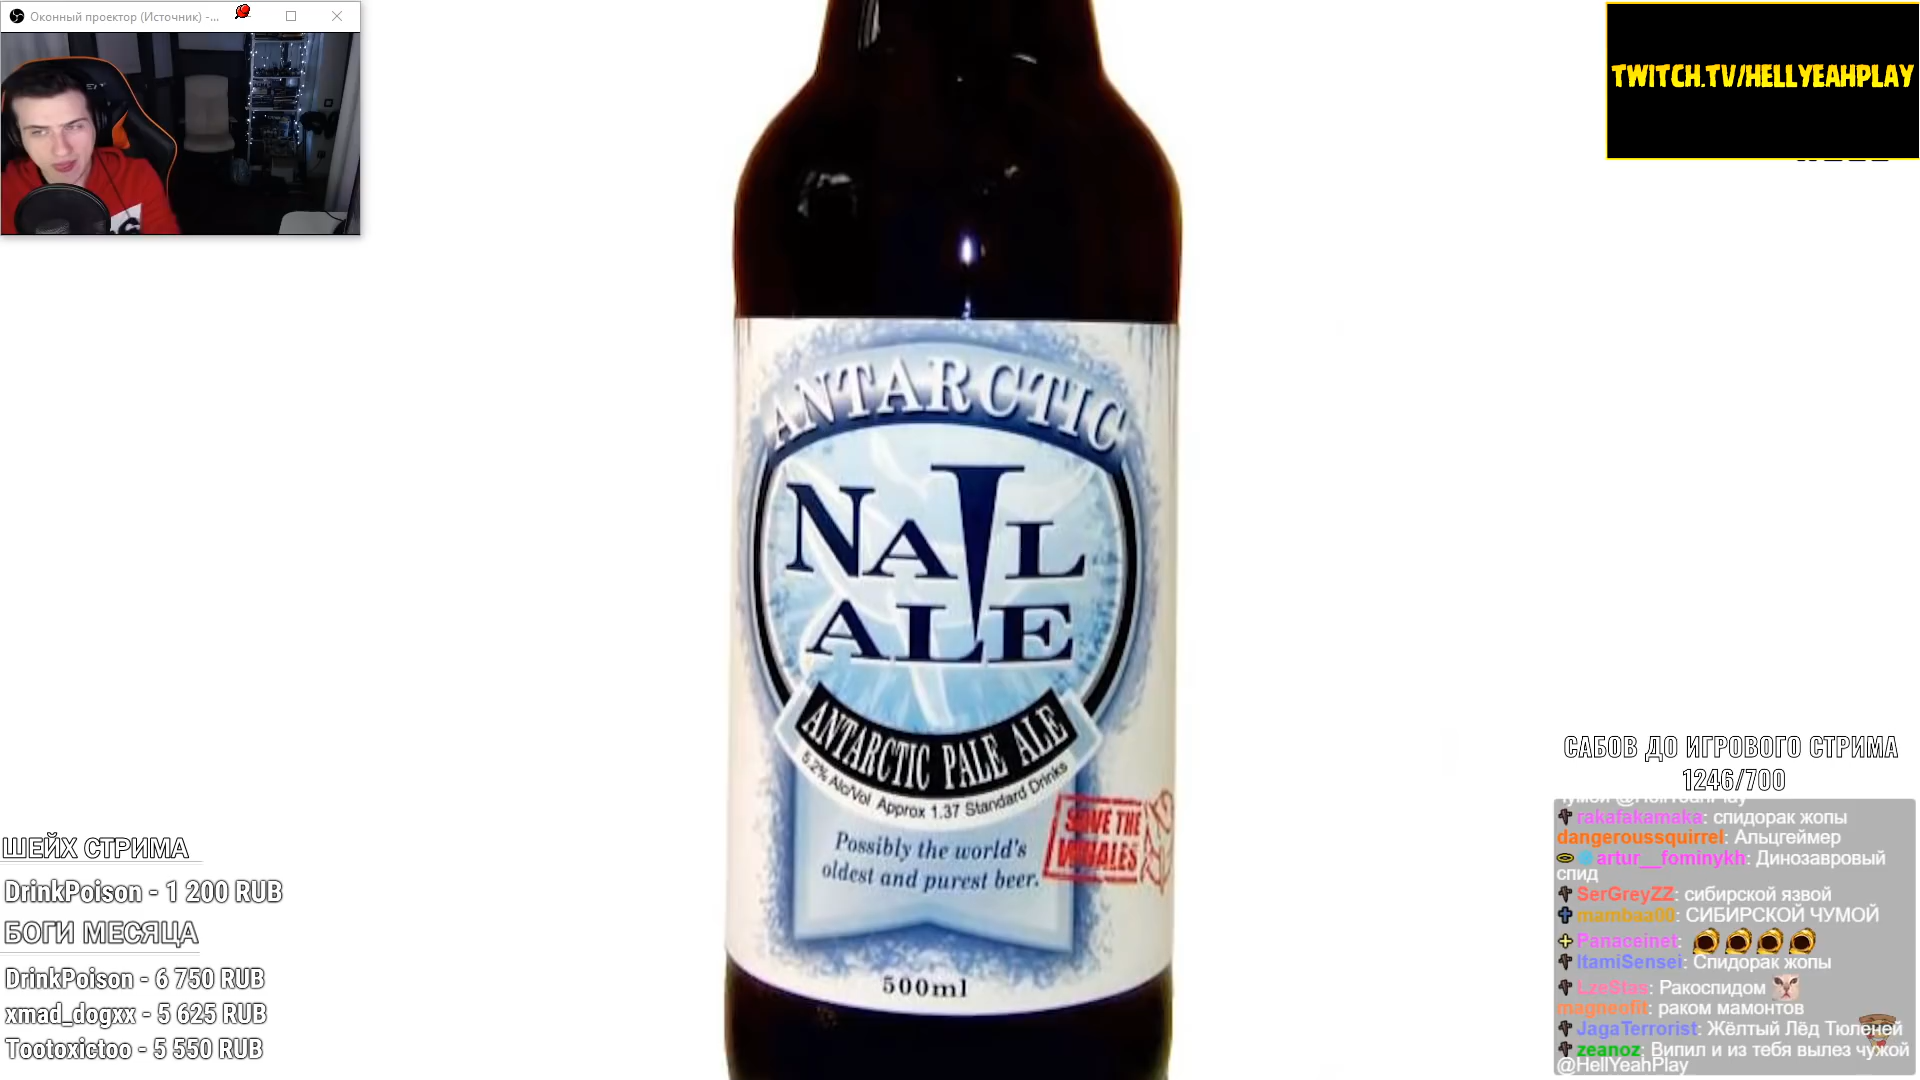 Оконный проектор (Источник) -...
TWITCH.TV/HELLYEAHPLAY
ANTARCTIC
NAIL
ALE
ANTARCTIC PALE ALE
5.2% Alc/Vol Approx 1.37 Standard Drinks
SAVE THE
WHALES
Possibly the world's
oldest and purest beer.
500ml
ШЕЙХ СТРИМА
DrinkPoison - 1 200 RUB
БОГИ МЕСЯЦА
DrinkPoison - 6 750 RUB
xmad_dogxx - 5 625 RUB
Tootoxictoo - 5 550 RUB
САБОВ ДО ИГРОВОГО СТРИМА
1246/700
@HellYeahPlay
rakafakamaka: спидорак жопы
dangeroussquirrel: Альцгеймер
artur__fominykh: Динозавровый
спид
SerGreyZZ: сибирской язвой
mambaa00: СИБИРСКОЙ ЧУМОЙ
Panaceinet:
ItamiSensei: Спидорак жопы
LzeStas: Ракоспидом
magneofit: раком мамонтов
JagaTerrorist: Жёлтый Лёд Тюленей
zeanoz: Випил и из тебя вылез чужой
@HellYeahPlay